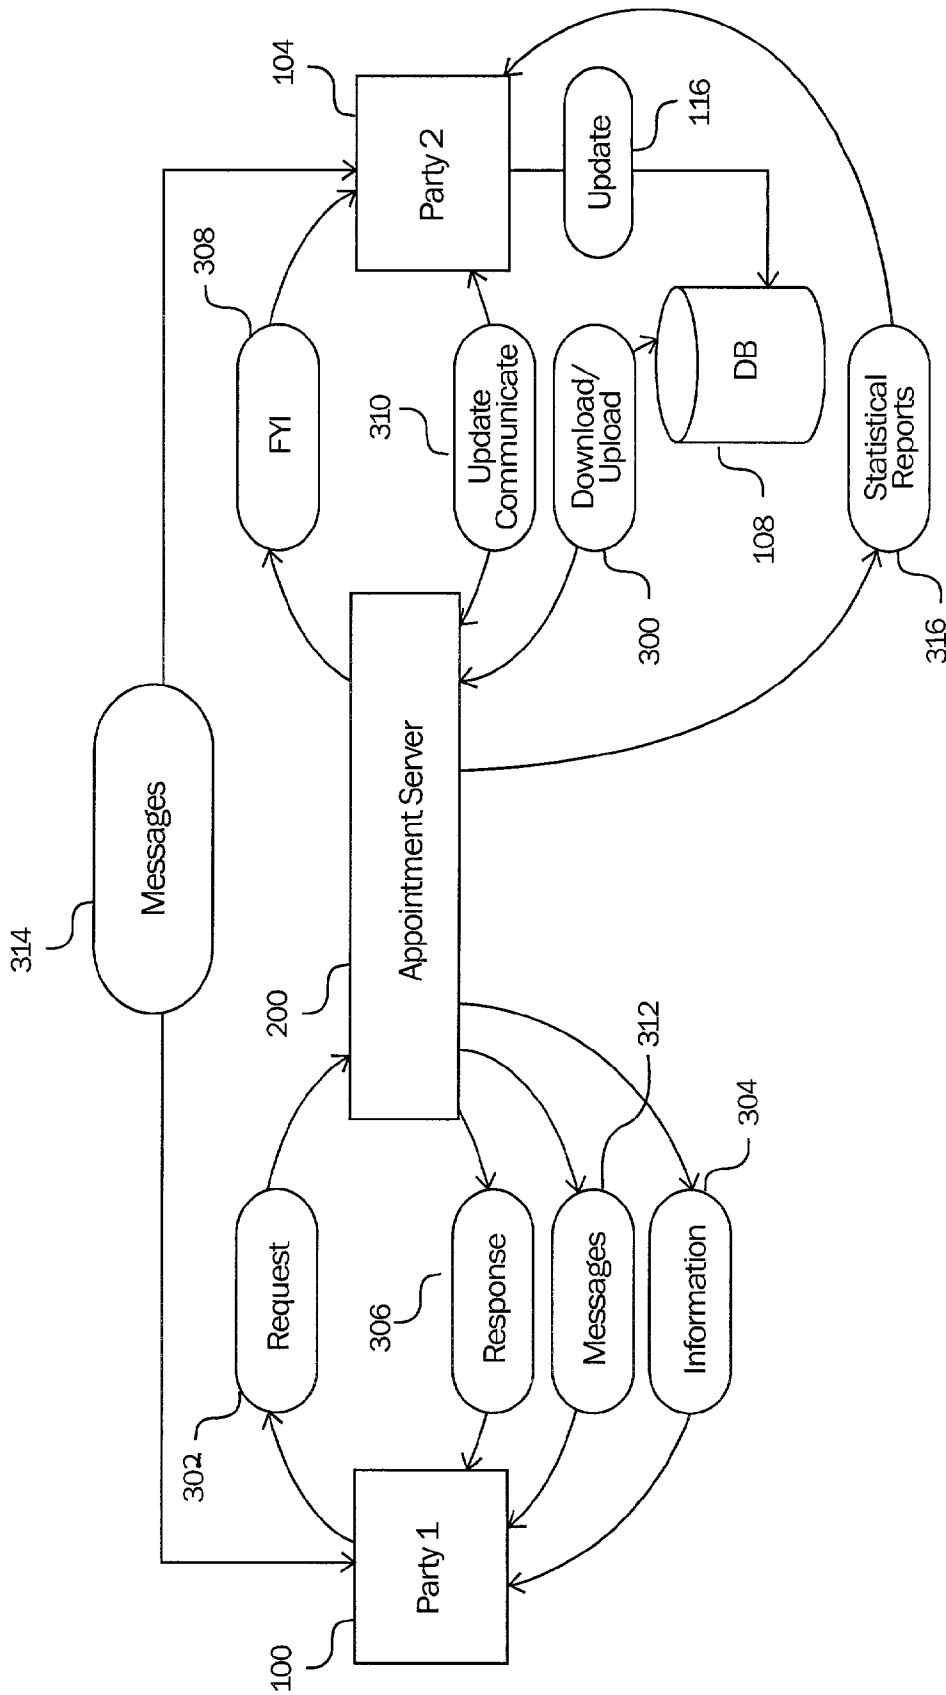 314
Messages
308
FYI
104
Party 2
302
Request
200
Appointment Server
310
Update
Communicate
Update
116
100
Party 1
306
Response
Messages
312
Information
304
Download/
Upload
300
DB
108
Statistical
Reports
316